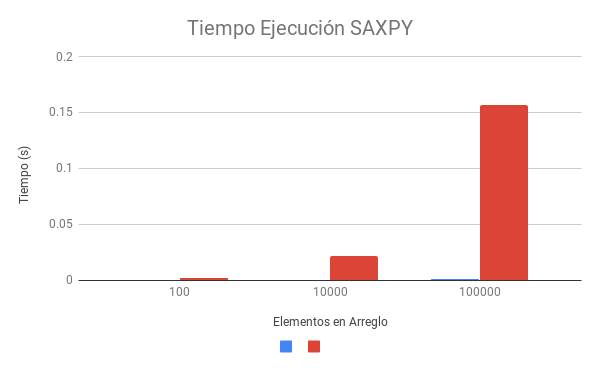 Tiempo Ejecución SAXPY
0.2
0.15
0.1
0.05
0
Tiempo (s)
100 10000 100000
Elementos en Arreglo